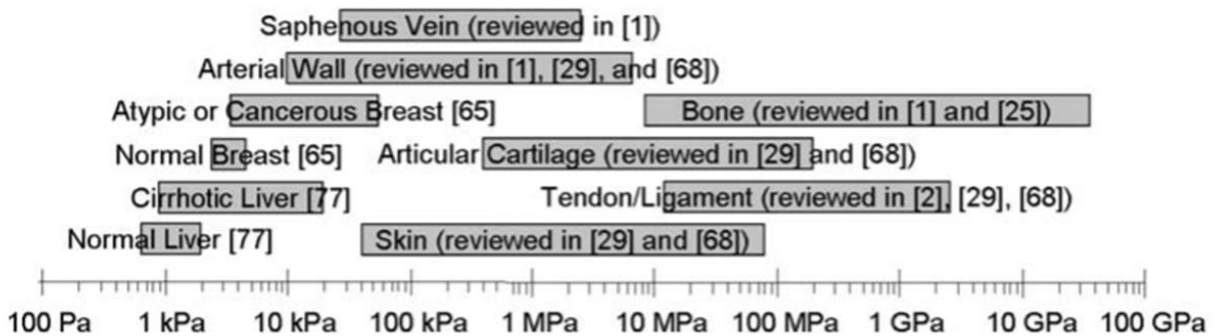 Saphenous Vein (reviewed in [1])
Arterial Wall (reviewed in [1], [29], and [68])
Atypic or Cancerous Breast [65]
Bone (reviewed in [1] and [25])
Normal Breast [65]
Articular Cartilage (reviewed in [29] and [68])
Cirrhotic Liver [77]
Tendon/Ligament (reviewed in [2], [29], [68])
Normal Liver [77]
Skin (reviewed in [29] and [68])
100 Pa 1 kPa 10 kPa 100 kPa 1 MPa 10 MPa 100 MPa 1 GPa 10 GPa 100 GPa